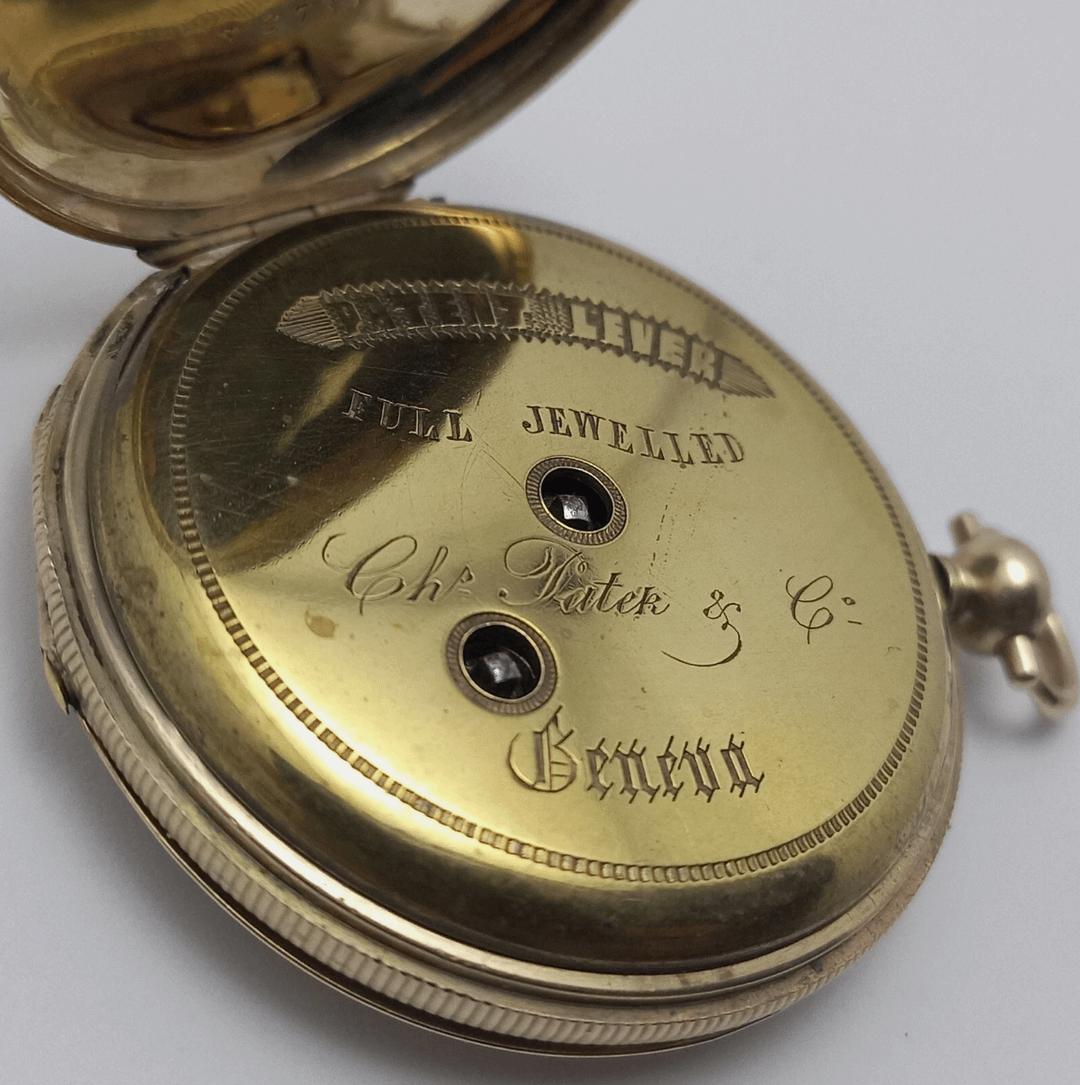 PATENT LEVER
FULL JEWELLED
Chs Patek & Co
Geneva